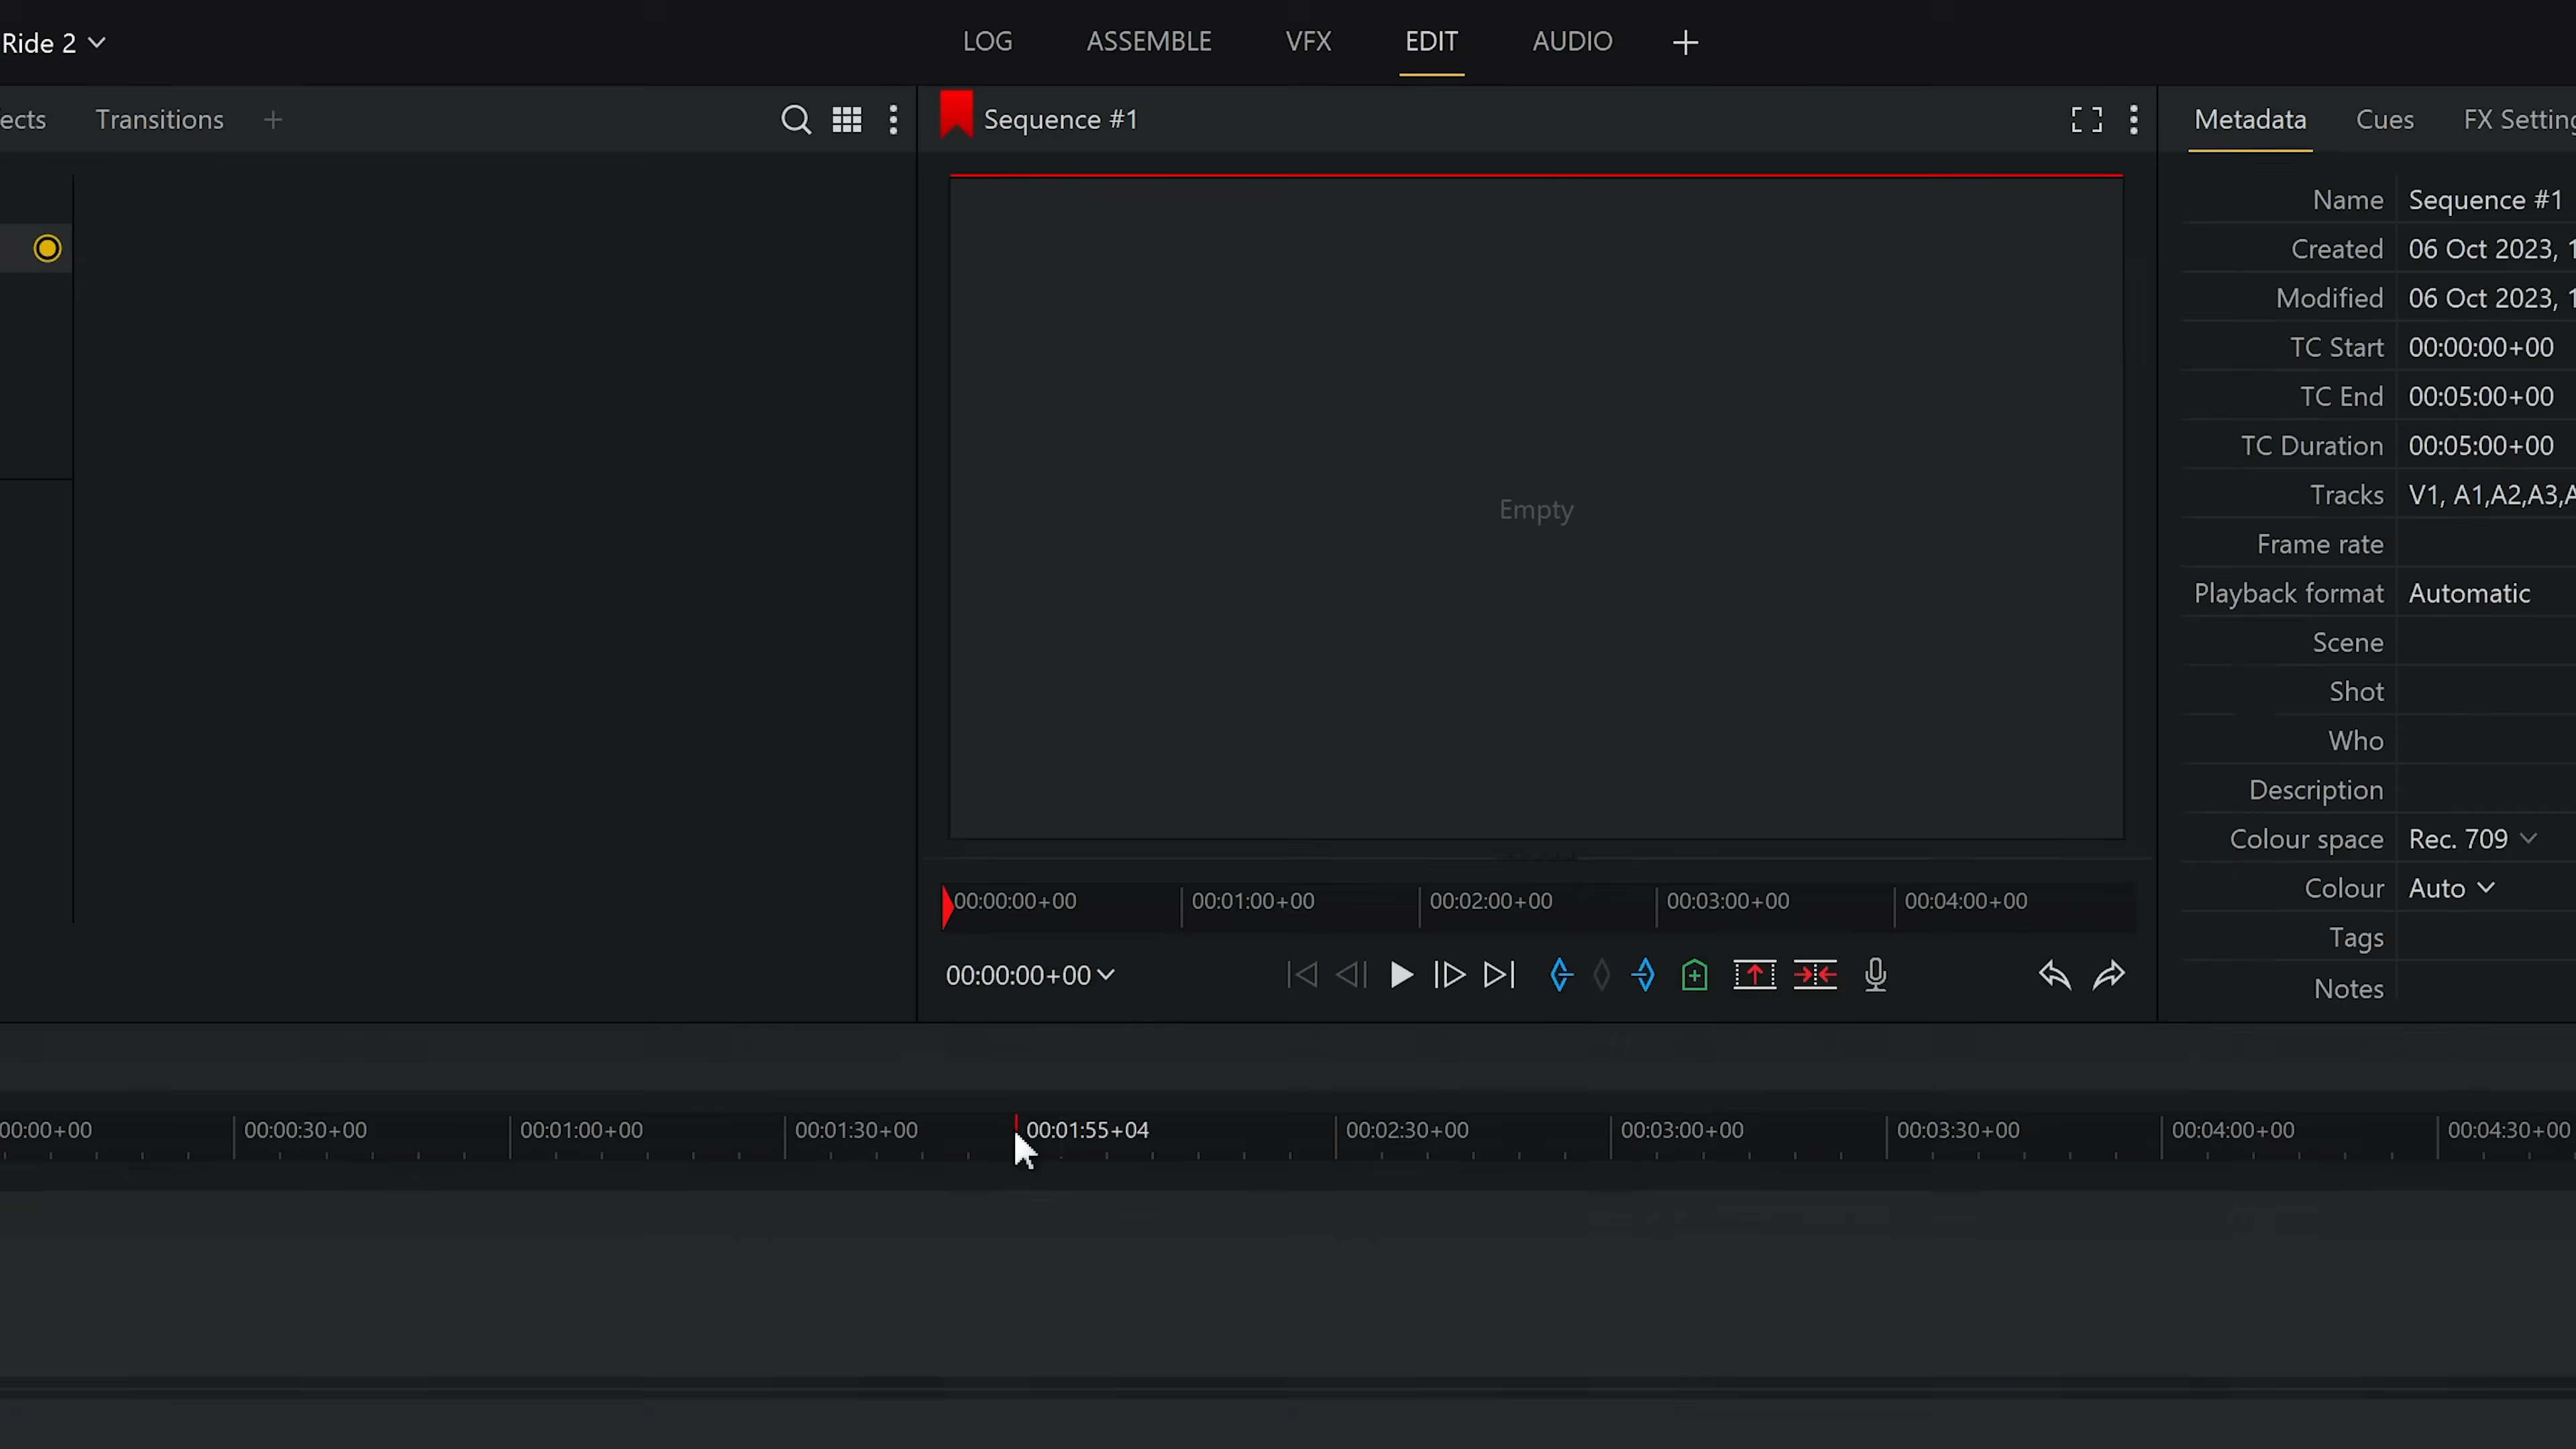 Ride 2
LOG ASSEMBLE VFX EDIT AUDIO
ects Transitions
Sequence #1
Metadata Cues FX Setting
Name Sequence #1
Created 06 Oct 2023, 1
Modified 06 Oct 2023, 1
TC Start 00:00:00+00
TC End 00:05:00+00
TC Duration 00:05:00+00
Tracks V1, A1,A2,A3,A
Frame rate
Playback format Automatic
Scene
Shot
Who
Description
Colour space Rec. 709
Colour Auto
Tags
Notes
Empty
00:00:00+00 00:01:00+00 00:02:00+00 00:03:00+00 00:04:00+00
00:00:00+00
00:00+00 00:00:30+00 00:01:00+00 00:01:30+00 00:01:55+04 00:02:30+00 00:03:00+00 00:03:30+00 00:04:00+00 00:04:30+00